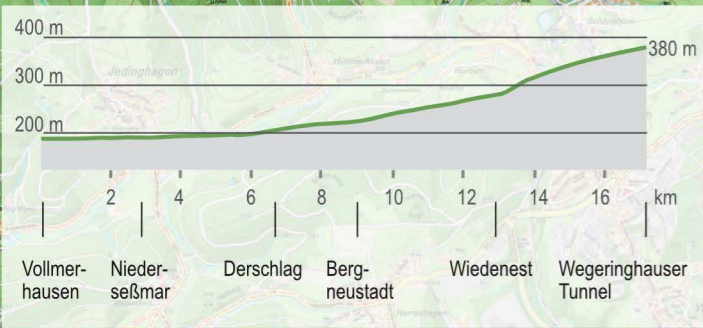 400 m
380 m
300 m
200 m
2 4 6 8 10 12 14 16 km
Vollmer-
hausen
Nieder-
seßmar
Derschlag
Berg-
neustadt
Wiedenest
Wegeringhauser
Tunnel
Jedinghagen